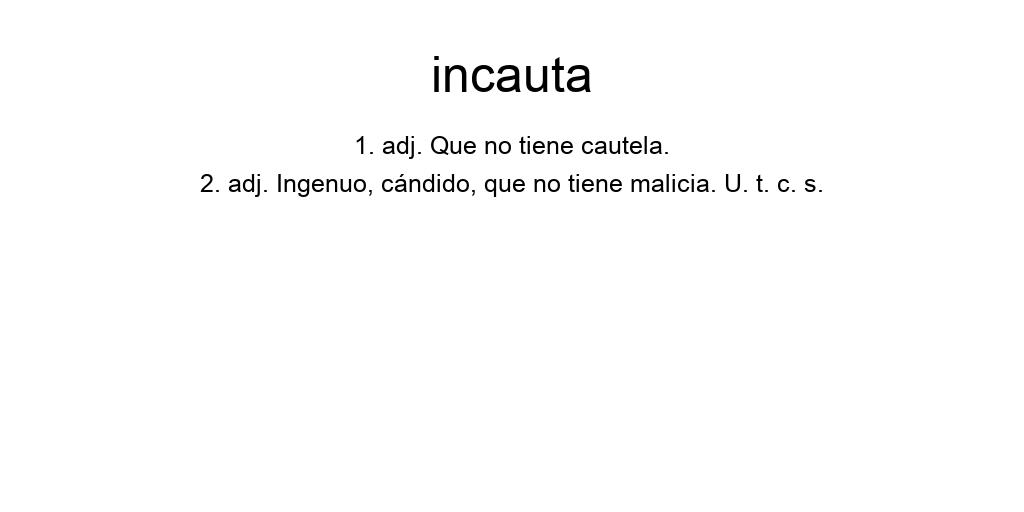 incauta
1. adj. Que no tiene cautela.
2. adj. Ingenuo, cándido, que no tiene malicia. U. t. c. s.